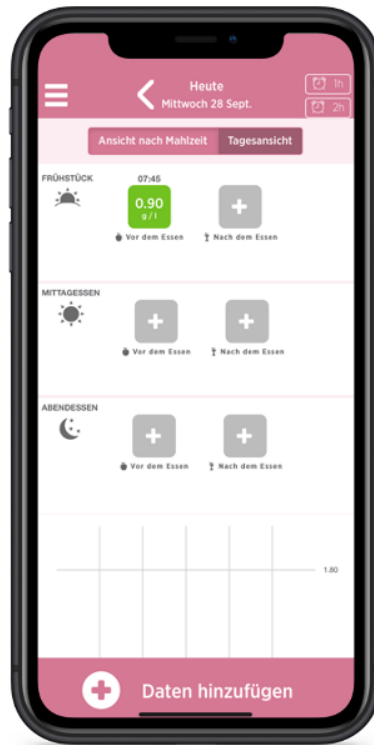 Heute
Mittwoch 28 Sept.
1h
2h
Ansicht nach Mahlzeit
Tagesansicht
FRÜHSTÜCK
07:45
0.90
g/l
Vor dem Essen
Nach dem Essen
MITTAGESSEN
Vor dem Essen
Nach dem Essen
ABENDESSEN
Vor dem Essen
Nach dem Essen
1.80
Daten hinzufügen